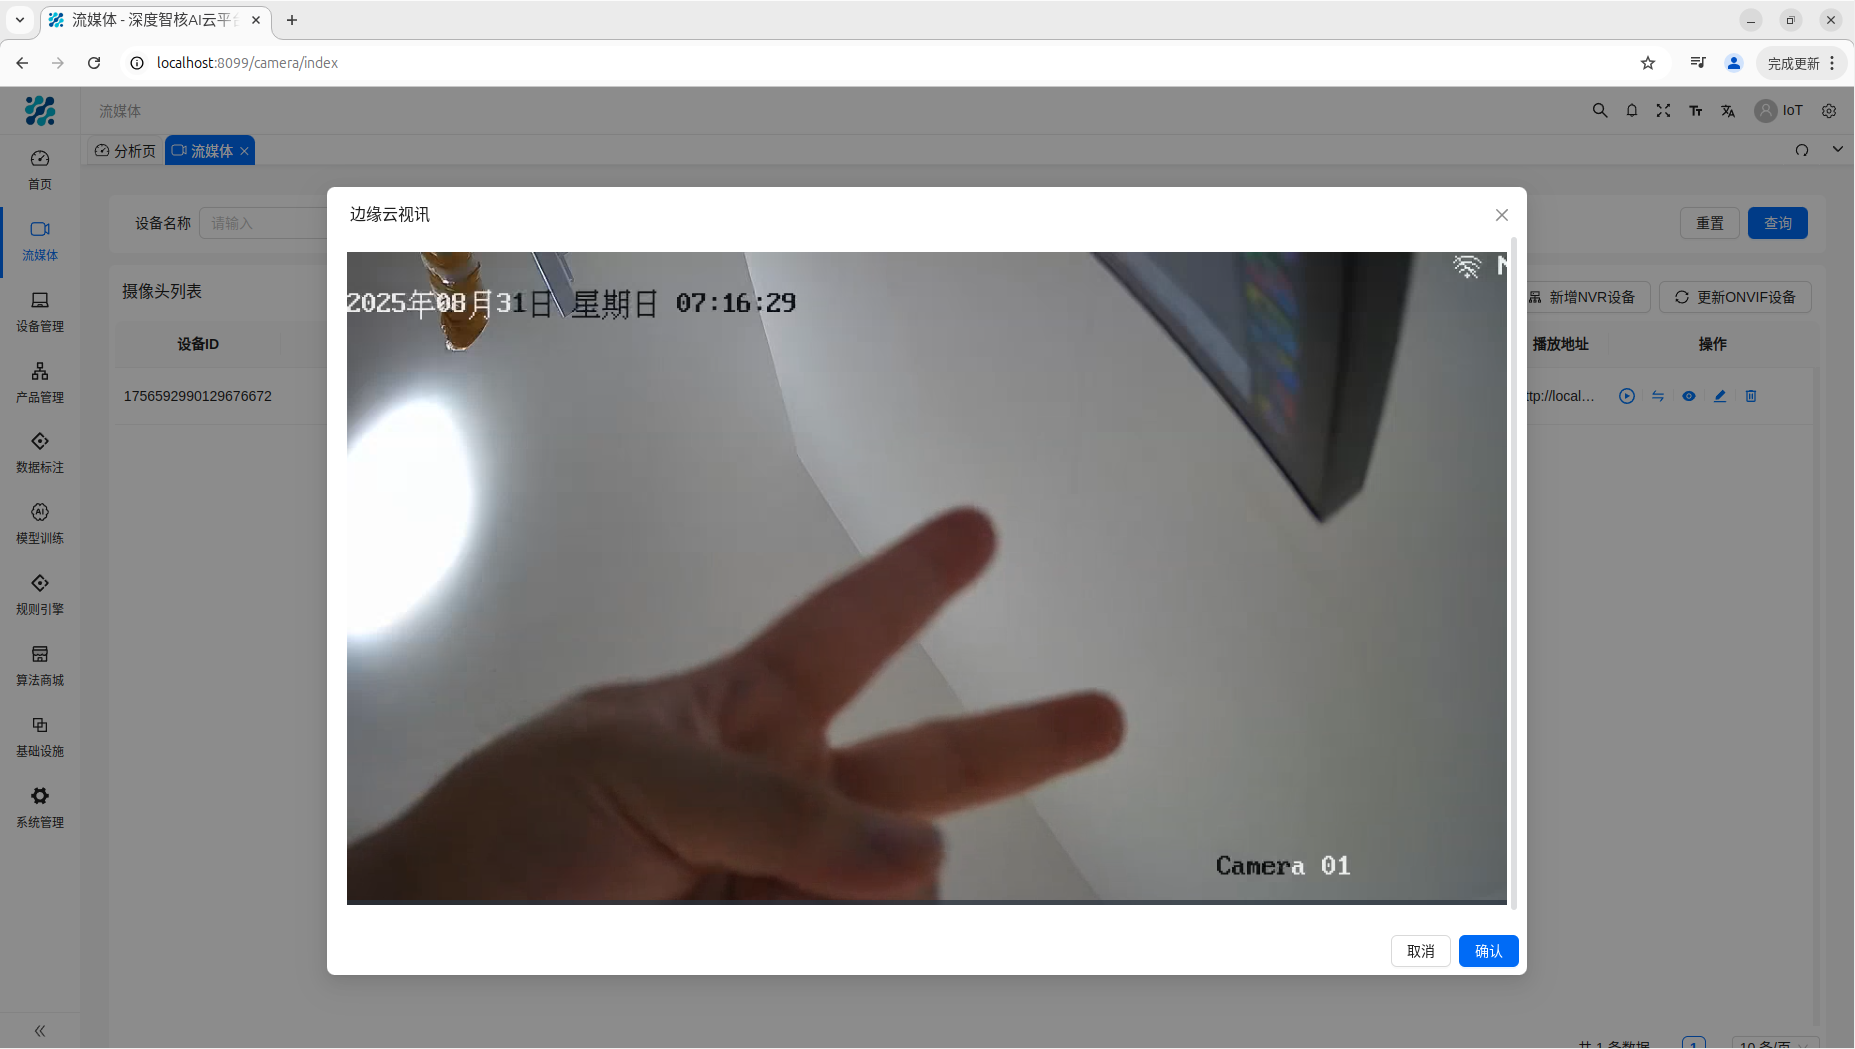 流媒体 - 深度智核AI云平
localhost:8099/camera/index
完成更新
流媒体
IoT
分析页
流媒体
首页
流媒体
设备管理
产品管理
数据标注
模型训练
规则引擎
算法商城
基础设施
系统管理
设备名称
请输入
重置
查询
摄像头列表
新增NVR设备
更新ONVIF设备
设备ID
播放地址
操作
1756592990129676672
ttp://local...
边缘云视讯
2025年08月31日 星期日 07:16:29
Camera 01
取消
确认
共 1 条数据
1
10 条/页